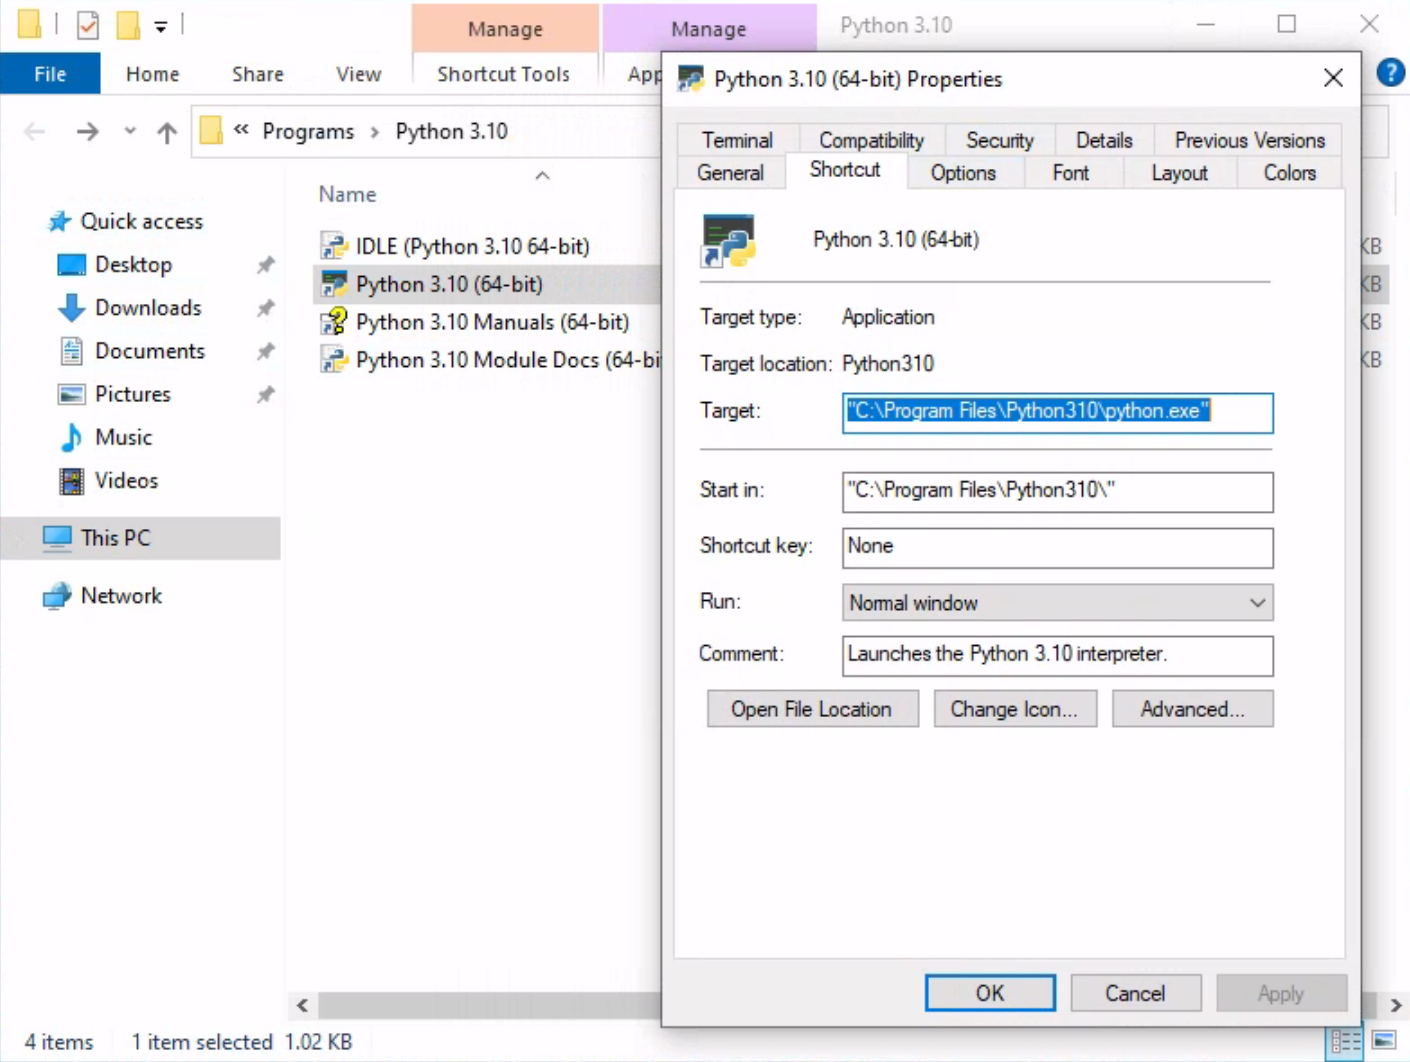 Manage
Manage
Python 3.10
File
Home
Share
View
Shortcut Tools
App
Python 3.10 (64-bit) Properties
?
« Programs > Python 3.10
Name
Quick access
Desktop
Downloads
Documents
Pictures
Music
Videos
This PC
Network
IDLE (Python 3.10 64-bit)
KB
Python 3.10 (64-bit)
KB
Python 3.10 Manuals (64-bit)
KB
Python 3.10 Module Docs (64-bi
KB
Terminal
Compatibility
Security
Details
Previous Versions
General
Shortcut
Options
Font
Layout
Colors
Python 3.10 (64-bit)
Target type: Application
Target location: Python310
Target: "C:\Program Files\Python310\python.exe"
Start in: "C:\Program Files\Python310\"
Shortcut key: None
Run: Normal window
Comment: Launches the Python 3.10 interpreter.
Open File Location
Change Icon...
Advanced...
OK
Cancel
Apply
4 items
1 item selected 1.02 KB